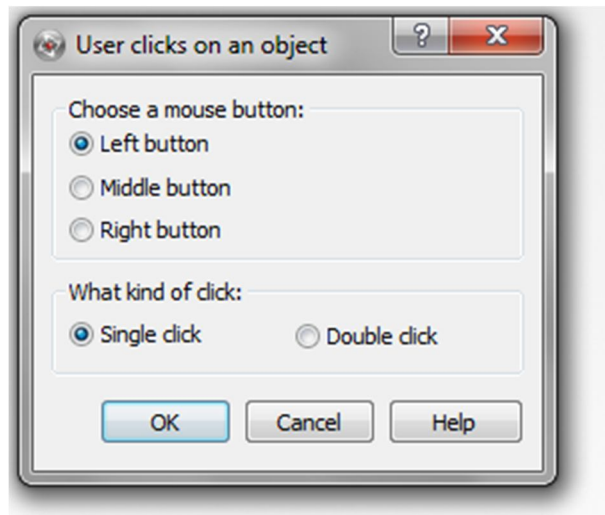 User clicks on an object
?
X
Choose a mouse button:
Left button
Middle button
Right button
What kind of click:
Single click
Double click
OK
Cancel
Help